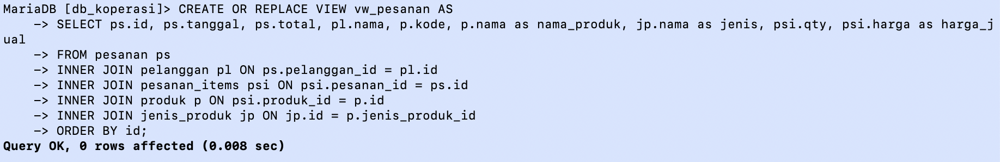 MariaDB [db_koperasi]> CREATE OR REPLACE VIEW vw_pesanan AS
    -> SELECT ps.id, ps.tanggal, ps.total, pl.nama, p.kode, p.nama as nama_produk, jp.nama as jenis, psi.qty, psi.harga as harga_j
ual
    -> FROM pesanan ps
    -> INNER JOIN pelanggan pl ON ps.pelanggan_id = pl.id
    -> INNER JOIN pesanan_items psi ON psi.pesanan_id = ps.id
    -> INNER JOIN produk p ON psi.produk_id = p.id
    -> INNER JOIN jenis_produk jp ON jp.id = p.jenis_produk_id
    -> ORDER BY id;
Query OK, 0 rows affected (0.008 sec)